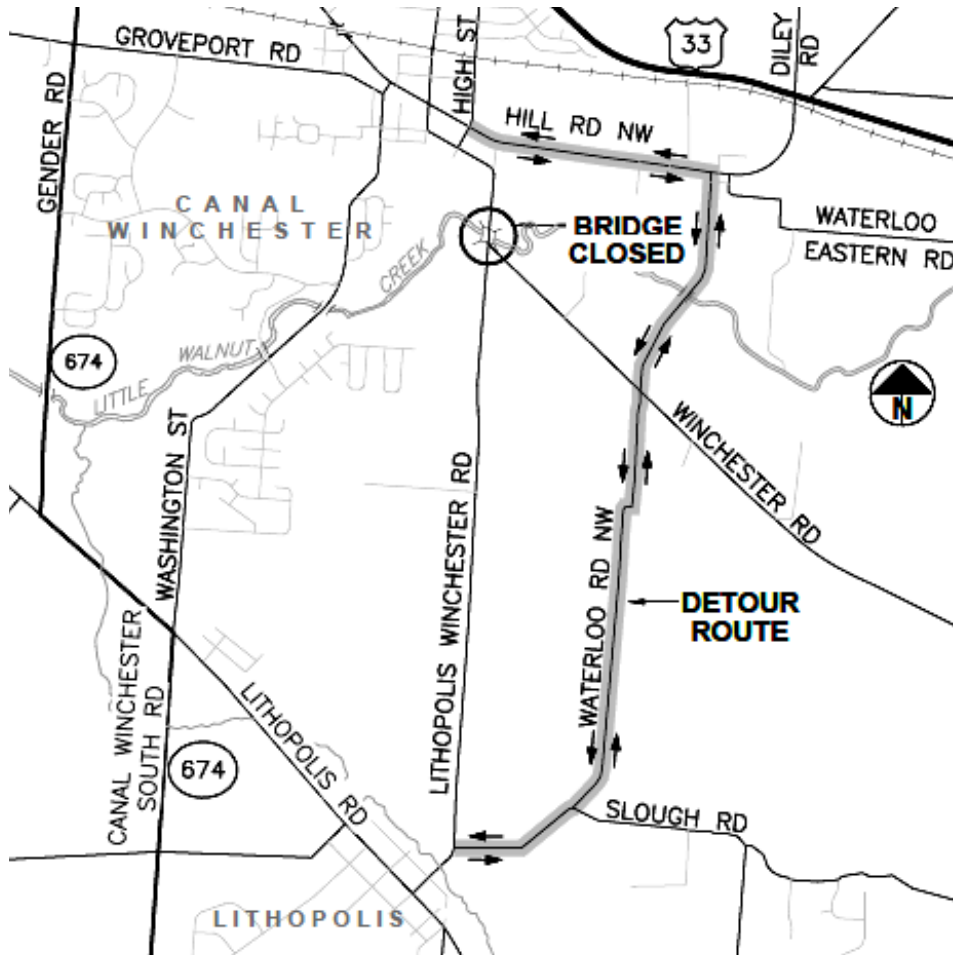 GROVEPORT RD
HIGH ST
33
DILEY
RD
GENDER RD
HILL RD NW
CANAL
WINCHESTER
BRIDGE
CLOSED
WATERLOO
EASTERN RD
CREEK
WALNUT
LITTLE
674
N
WASHINGTON ST
WINCHESTER RD
LITHOPOLIS WINCHESTER RD
WATERLOO RD NW
DETOUR
ROUTE
CANAL WINCHESTER
SOUTH RD
LITHOPOLIS RD
674
SLOUGH RD
LITHOPOLIS